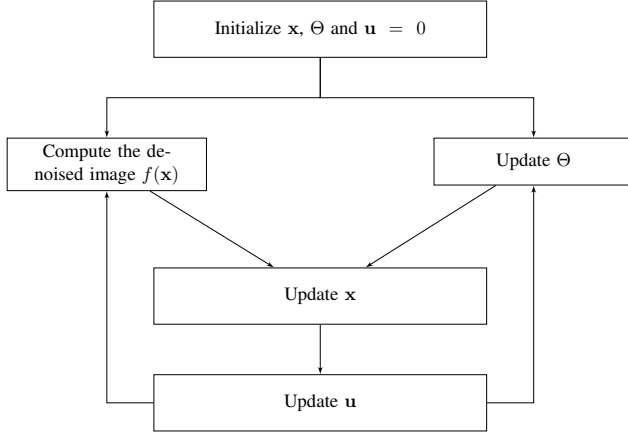 Initialize x, Θ and u = 0
Compute the de-
noised image f(x)
Update Θ
Update x
Update u